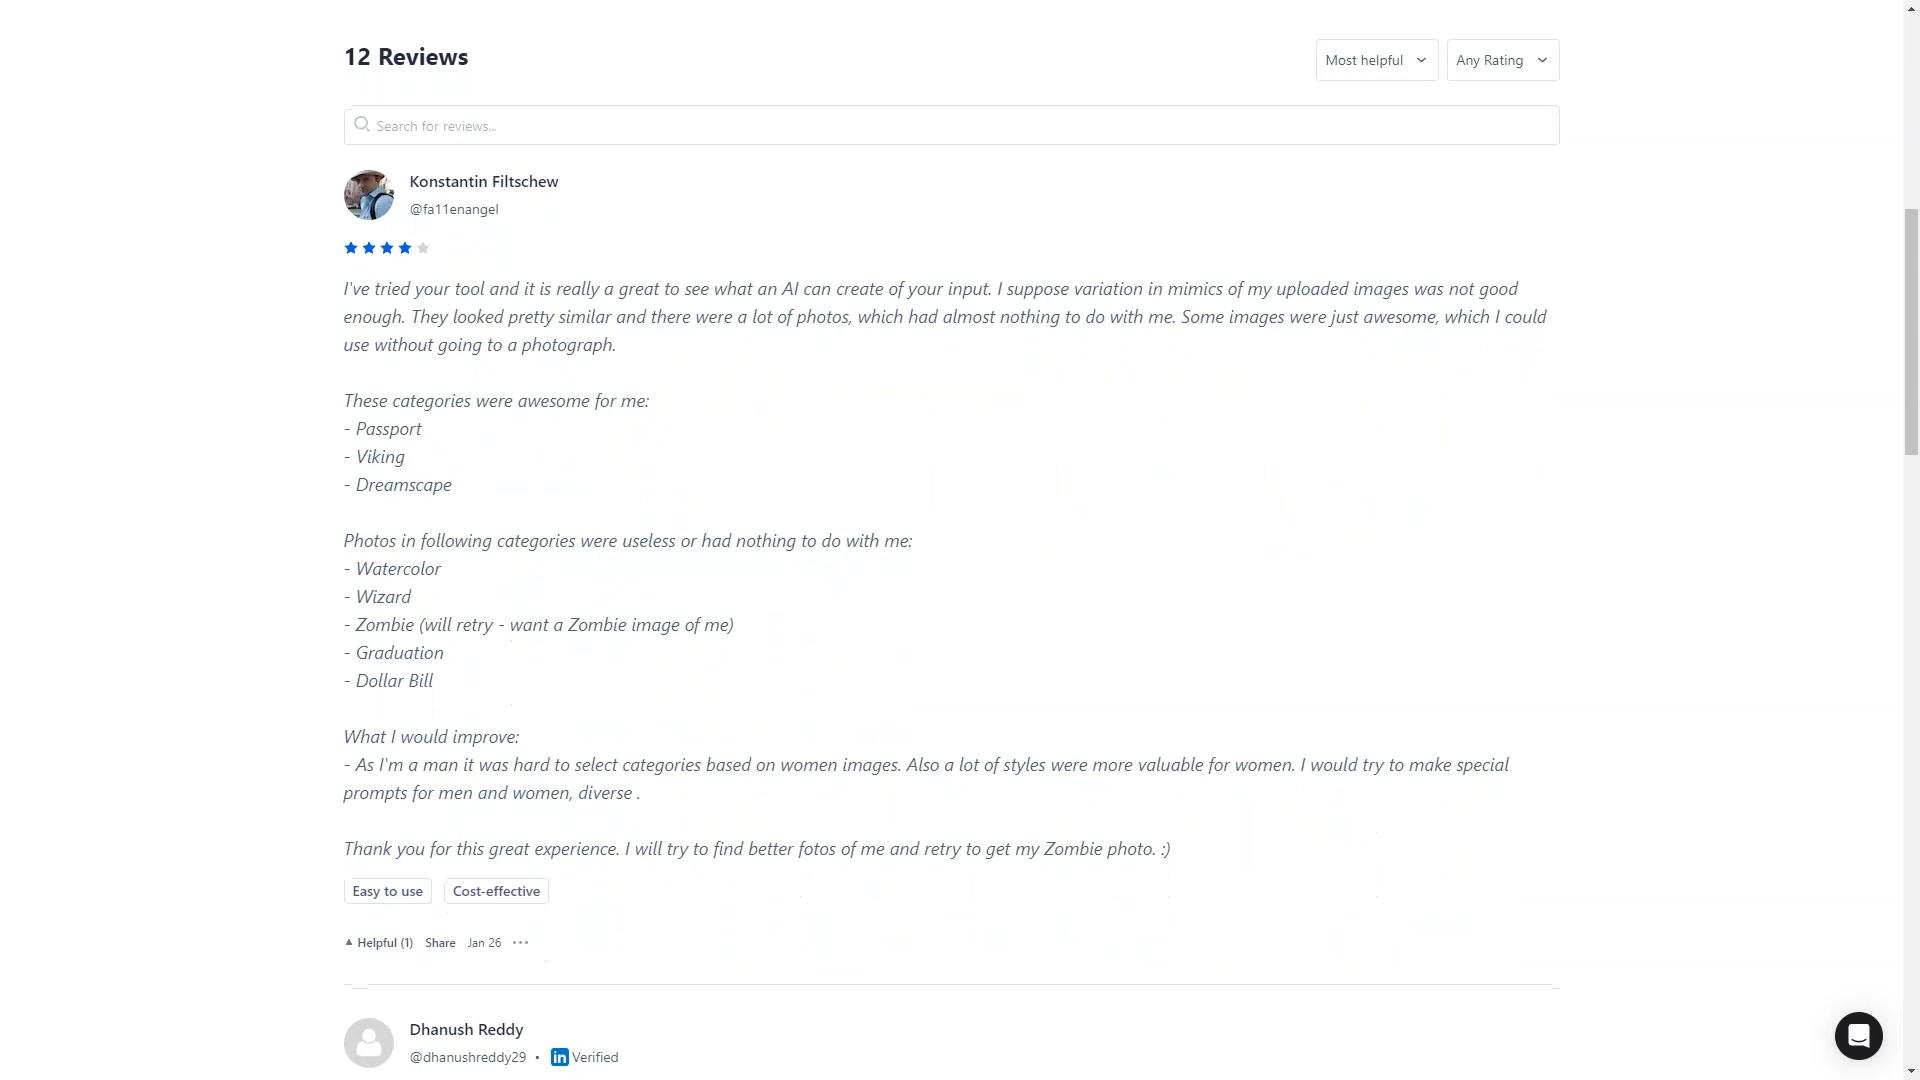 12 Reviews
Most helpful
Any Rating
Search for reviews...
Konstantin Filtschew
@fa11enangel
I've tried your tool and it is really a great to see what an AI can create of your input. I suppose variation in mimics of my uploaded images was not good
enough. They looked pretty similar and there were a lot of photos, which had almost nothing to do with me. Some images were just awesome, which I could
use without going to a photograph.
These categories were awesome for me:
- Passport
- Viking
- Dreamscape
Photos in following categories were useless or had nothing to do with me:
- Watercolor
- Wizard
- Zombie (will retry - want a Zombie image of me)
- Graduation
- Dollar Bill
What I would improve:
- As I'm a man it was hard to select categories based on women images. Also a lot of styles were more valuable for women. I would try to make special
prompts for men and women, diverse .
Thank you for this great experience. I will try to find better fotos of me and retry to get my Zombie photo. :)
Easy to use
Cost-effective
Helpful (1) Share Jan 26 •••
Dhanush Reddy
@dhanushreddy29 • in Verified